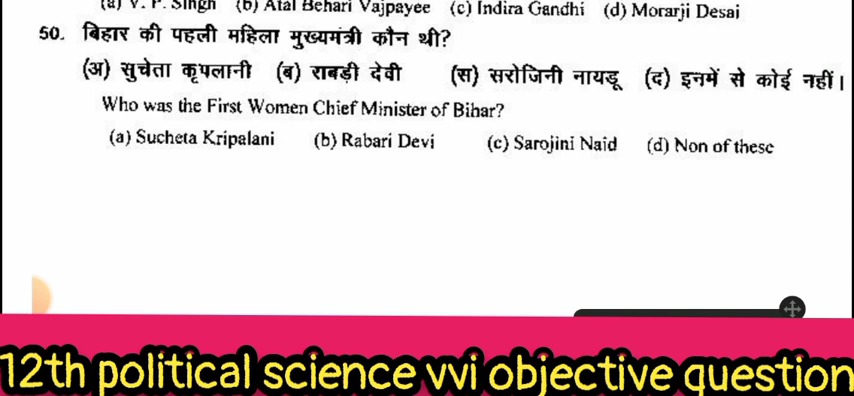 (a) V. P. Singh (b) Atal Behari Vajpayee (c) Indira Gandhi (d) Morarji Desai
50. बिहार की पहली महिला मुख्यमंत्री कौन थी?
(अ) सुचेता कृपलानी (ब) राबड़ी देवी (स) सरोजिनी नायडू (द) इनमें से कोई नहीं।
Who was the First Women Chief Minister of Bihar?
(a) Sucheta Kripalani (b) Rabari Devi (c) Sarojini Naid (d) Non of these
12th political science vvi objective question